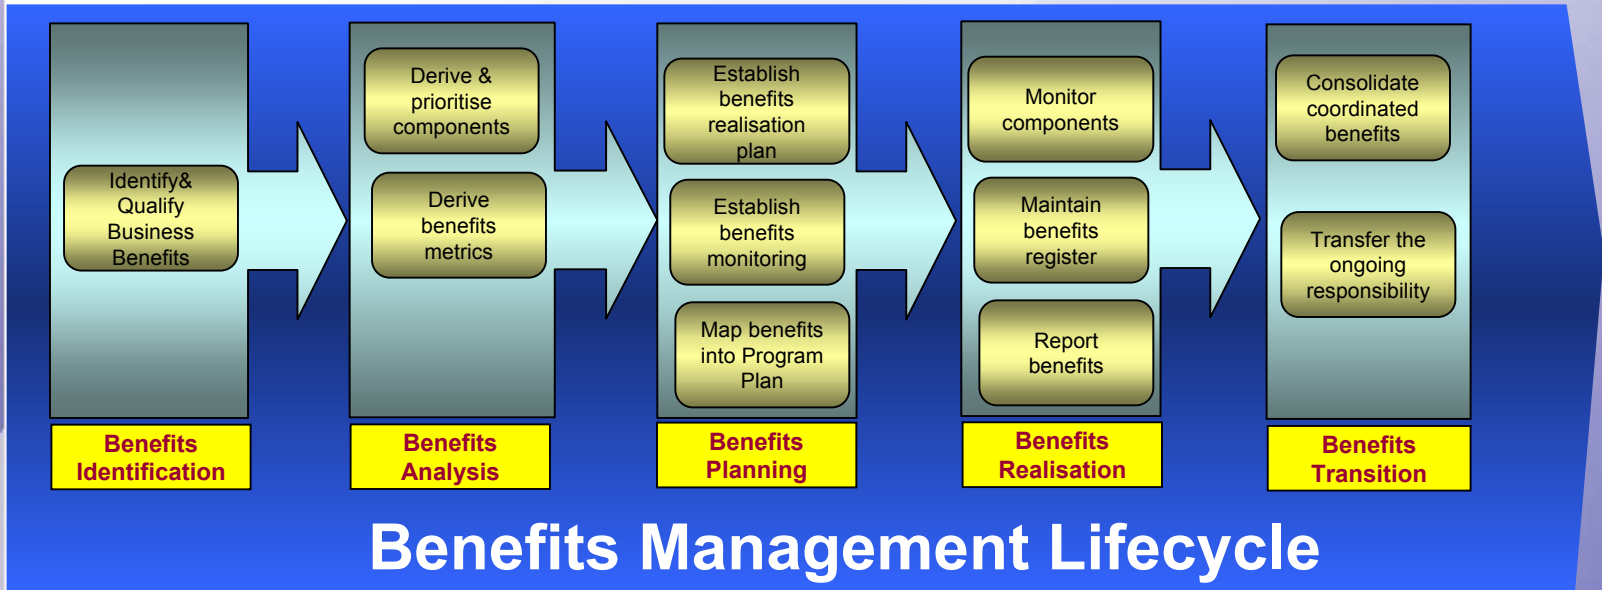 Identify&
Qualify
Business
Benefits
Benefits
Identification
Derive &
prioritise
components
Derive
benefits
metrics
Benefits
Analysis
Establish
benefits
realisation
plan
Establish
benefits
monitoring
Map benefits
into Program
Plan
Benefits
Planning
Monitor
components
Maintain
benefits
register
Report
benefits
Benefits
Realisation
Consolidate
coordinated
benefits
Transfer the
ongoing
responsibility
Benefits
Transition
Benefits Management Lifecycle